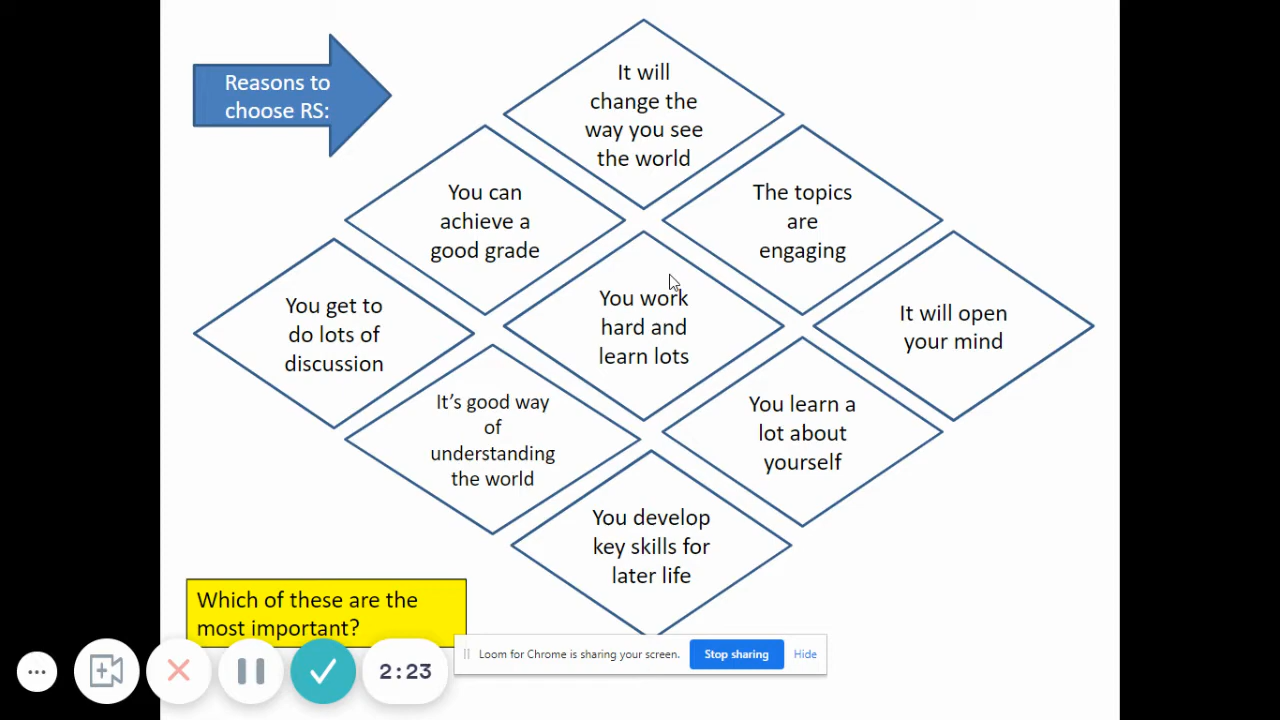 Reasons to
choose RS:
It will
change the
way you see
the world
You can
achieve a
good grade
The topics
are
engaging
You get to
do lots of
discussion
You work
hard and
learn lots
It will open
your mind
It’s good way
of
understanding
the world
You learn a
lot about
yourself
You develop
key skills for
later life
Which of these are the
most important?
Loom for Chrome is sharing your screen.
Stop sharing
Hide
2:23